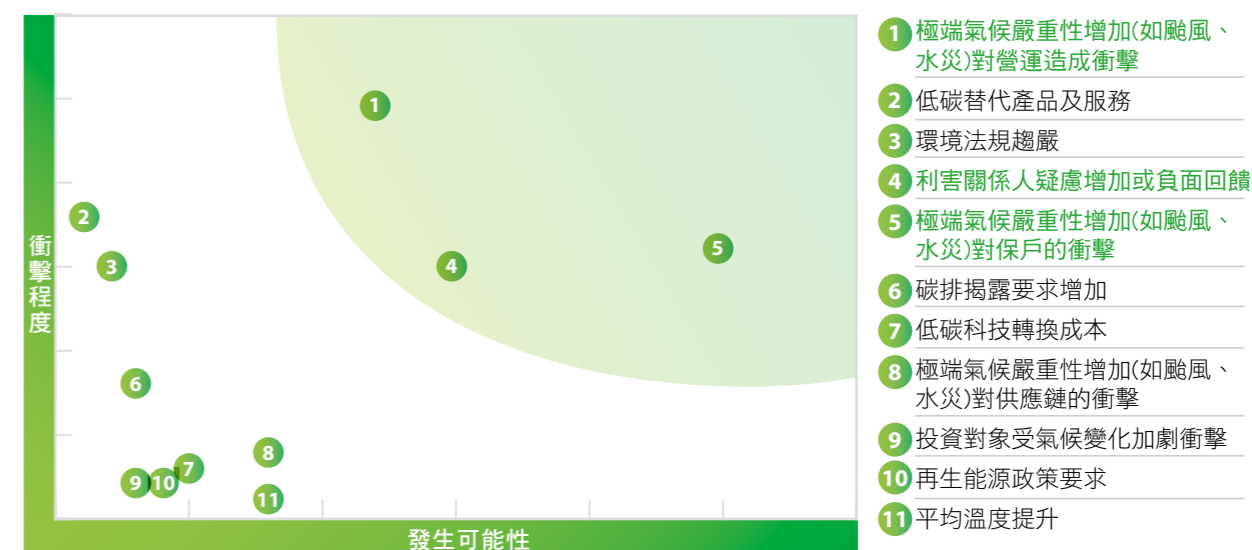 衝擊程度
1
2
3
4
5
6
7
8
9
10
11
發生可能性
1 極端氣候嚴重性增加(如颱風、
水災)對營運造成衝擊
2 低碳替代產品及服務
3 環境法規趨嚴
4 利害關係人疑慮增加或負面回饋
5 極端氣候嚴重性增加(如颱風、
水災)對保戶的衝擊
6 碳排揭露要求增加
7 低碳科技轉換成本
8 極端氣候嚴重性增加(如颱風、
水災)對供應鏈的衝擊
9 投資對象受氣候變化加劇衝擊
10 再生能源政策要求
11 平均溫度提升